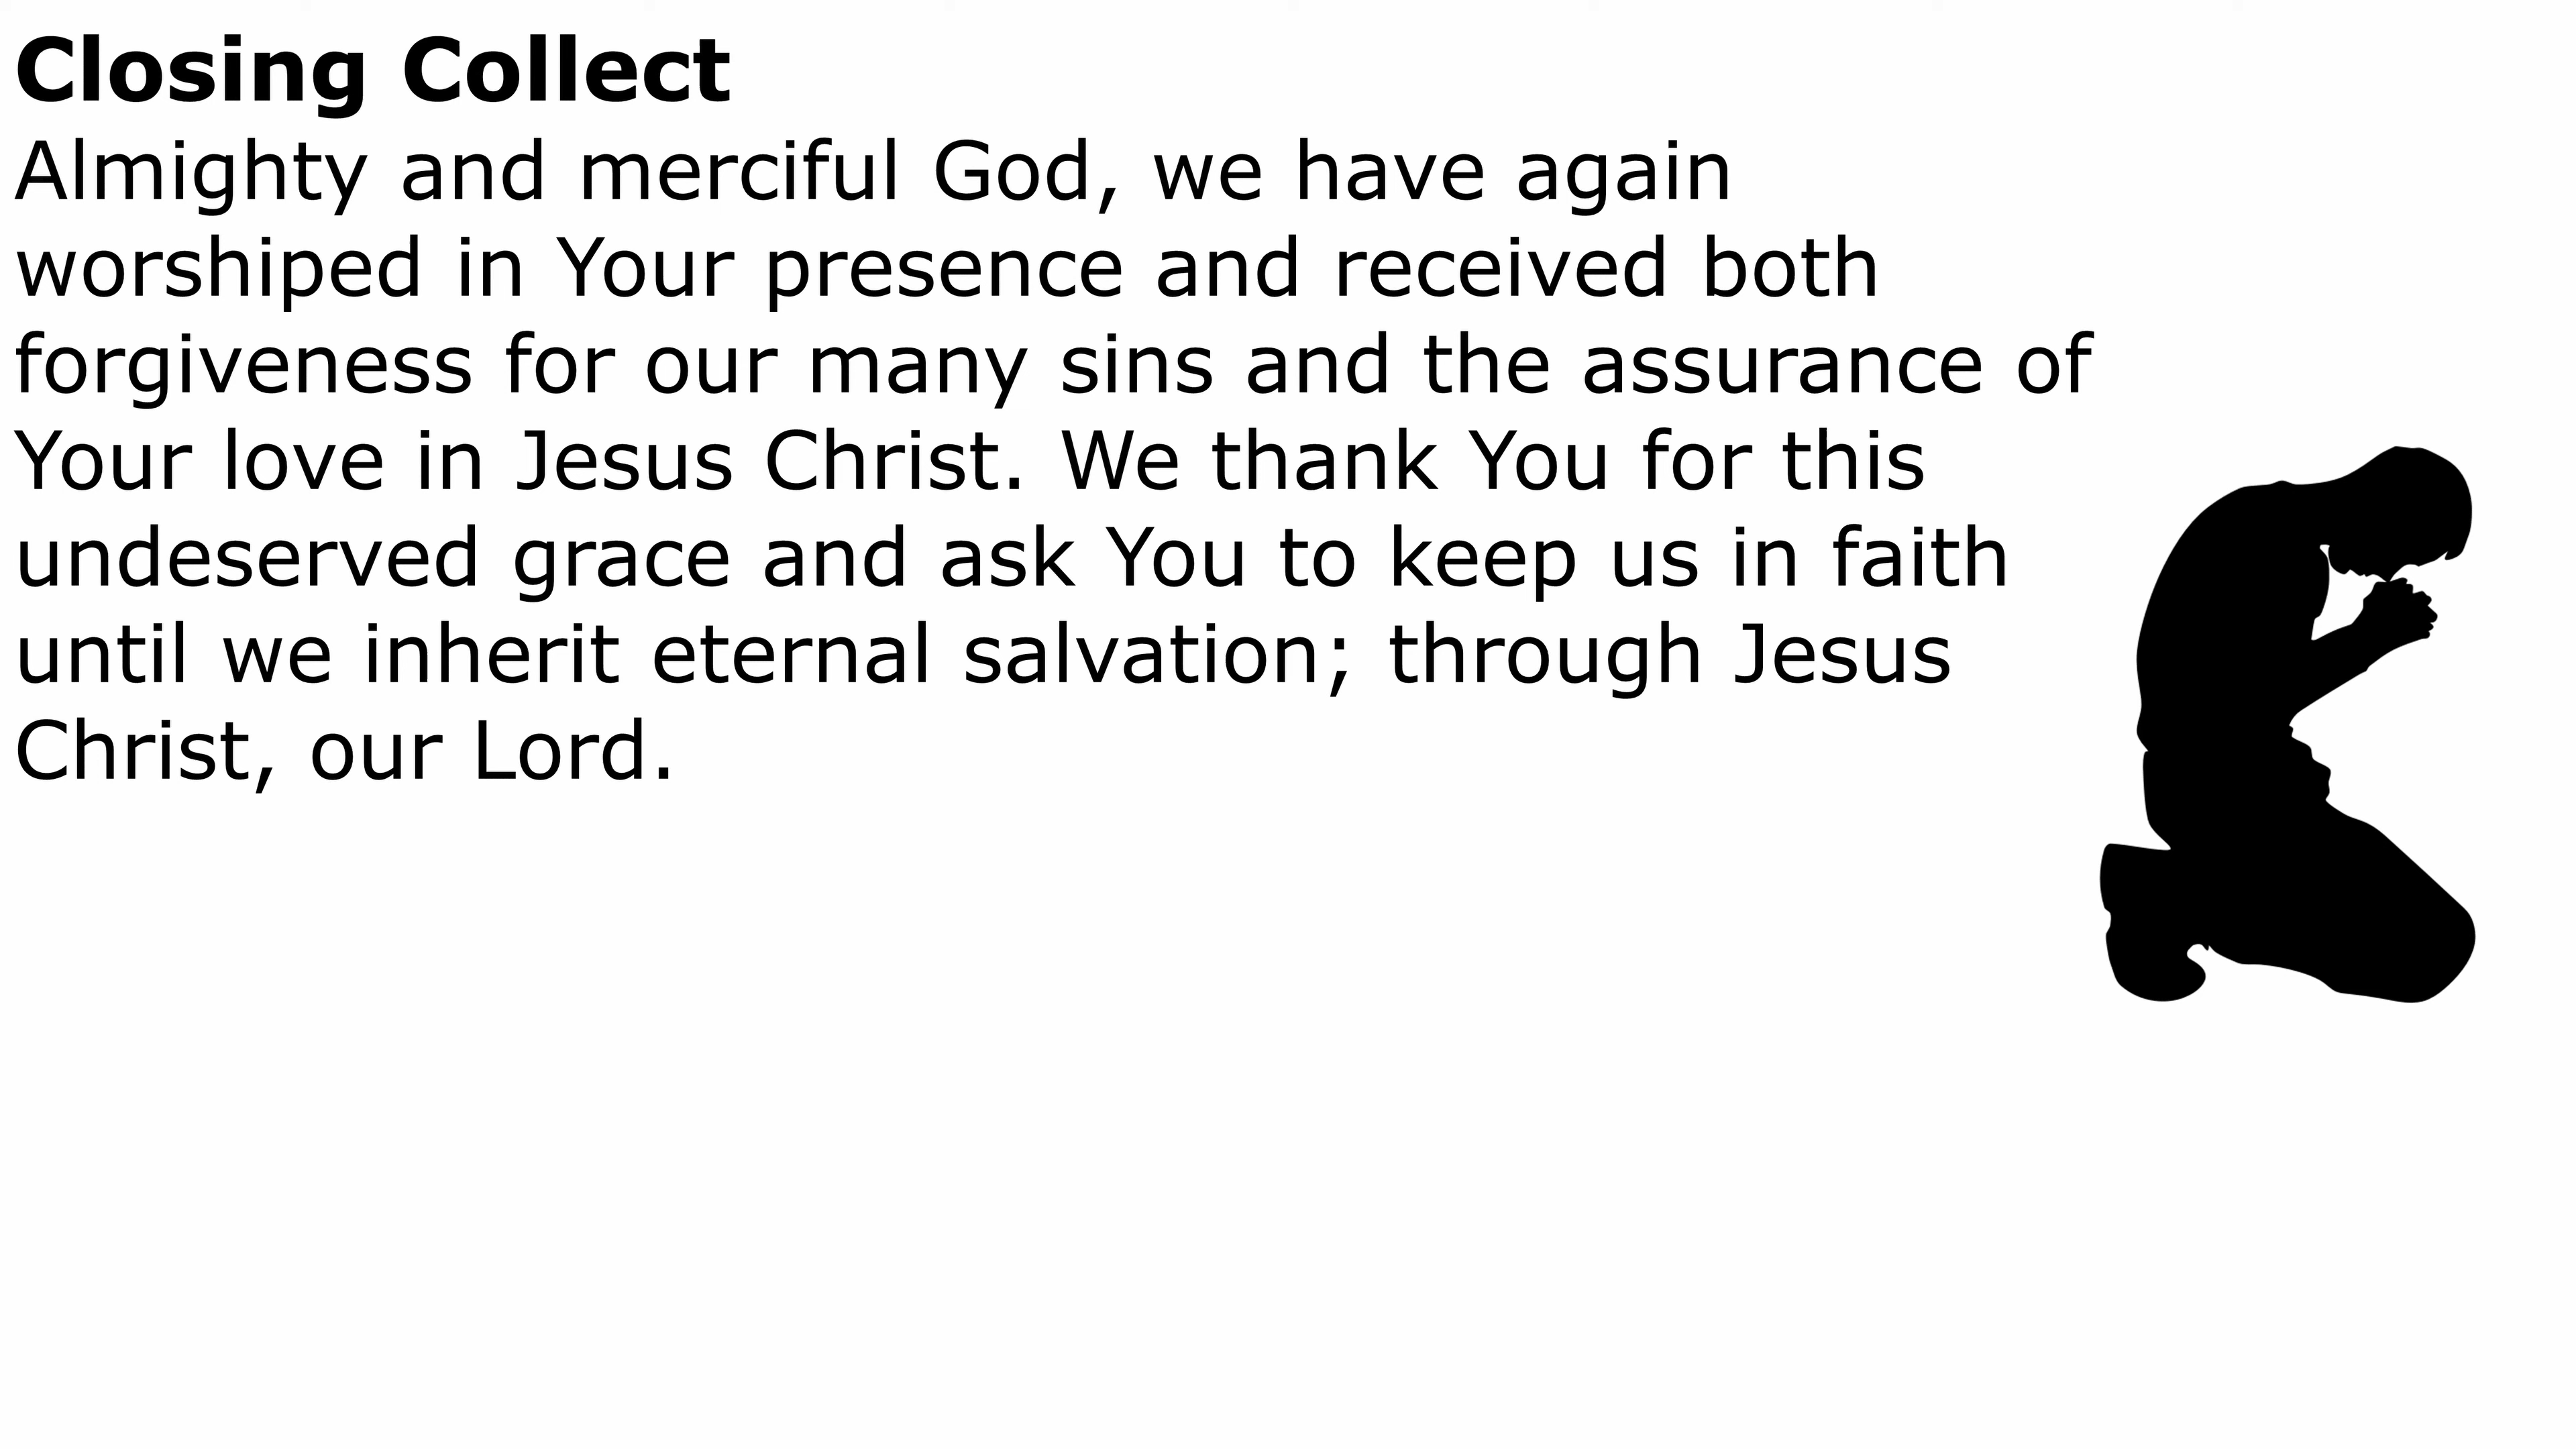 Closing Collect
Almighty and merciful God, we have again
worshiped in Your presence and received both
forgiveness for our many sins and the assurance of
Your love in Jesus Christ. We thank You for this
undeserved grace and ask You to keep us in faith
until we inherit eternal salvation; through Jesus
Christ, our Lord.